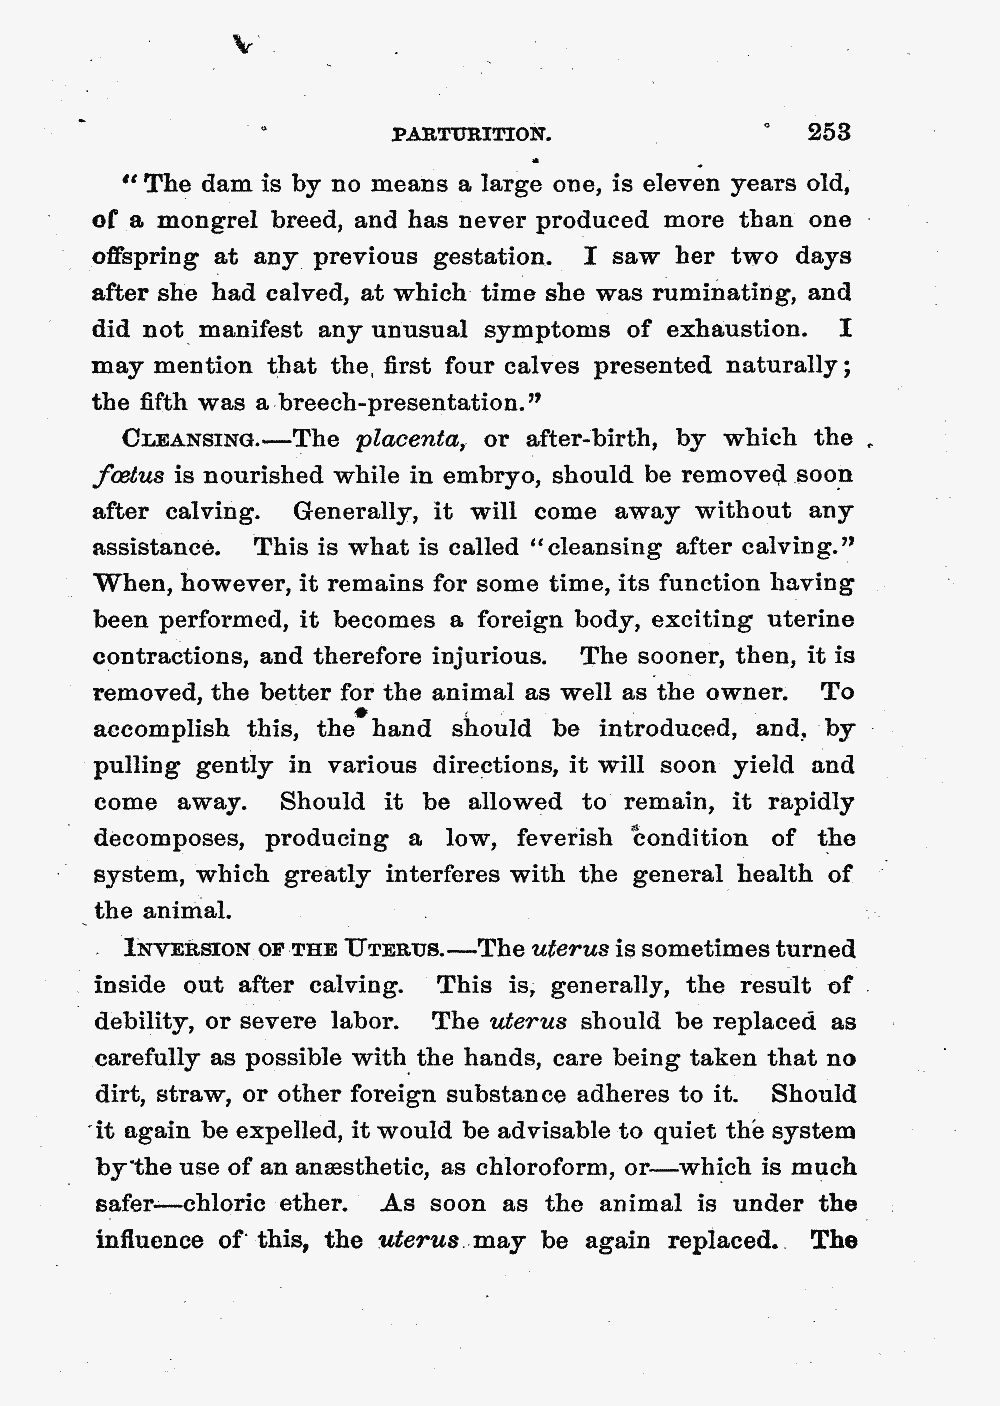 PARTURITION. 253
“The dam is by no means a large one, is eleven years old,
of a mongrel breed, and has never produced more than one
offspring at any previous gestation. I saw her two days
after she had calved, at which time she was ruminating, and
did not manifest any unusual symptoms of exhaustion. I
may mention that the first four calves presented naturally;
the fifth was a breech-presentation.”
CLEANSING.—The placenta, or after-birth, by which the
fœtus is nourished while in embryo, should be removed soon
after calving. Generally, it will come away without any
assistance. This is what is called “cleansing after calving.”
When, however, it remains for some time, its function having
been performed, it becomes a foreign body, exciting uterine
contractions, and therefore injurious. The sooner, then, it is
removed, the better for the animal as well as the owner. To
accomplish this, the hand should be introduced, and, by
pulling gently in various directions, it will soon yield and
come away. Should it be allowed to remain, it rapidly
decomposes, producing a low, feverish condition of the
system, which greatly interferes with the general health of
the animal.
INVERSION OF THE UTERUS.—The uterus is sometimes turned
inside out after calving. This is, generally, the result of
debility, or severe labor. The uterus should be replaced as
carefully as possible with the hands, care being taken that no
dirt, straw, or other foreign substance adheres to it. Should
it again be expelled, it would be advisable to quiet the system
by the use of an anæsthetic, as chloroform, or—which is much
safer—chloric ether. As soon as the animal is under the
influence of this, the uterus may be again replaced. The